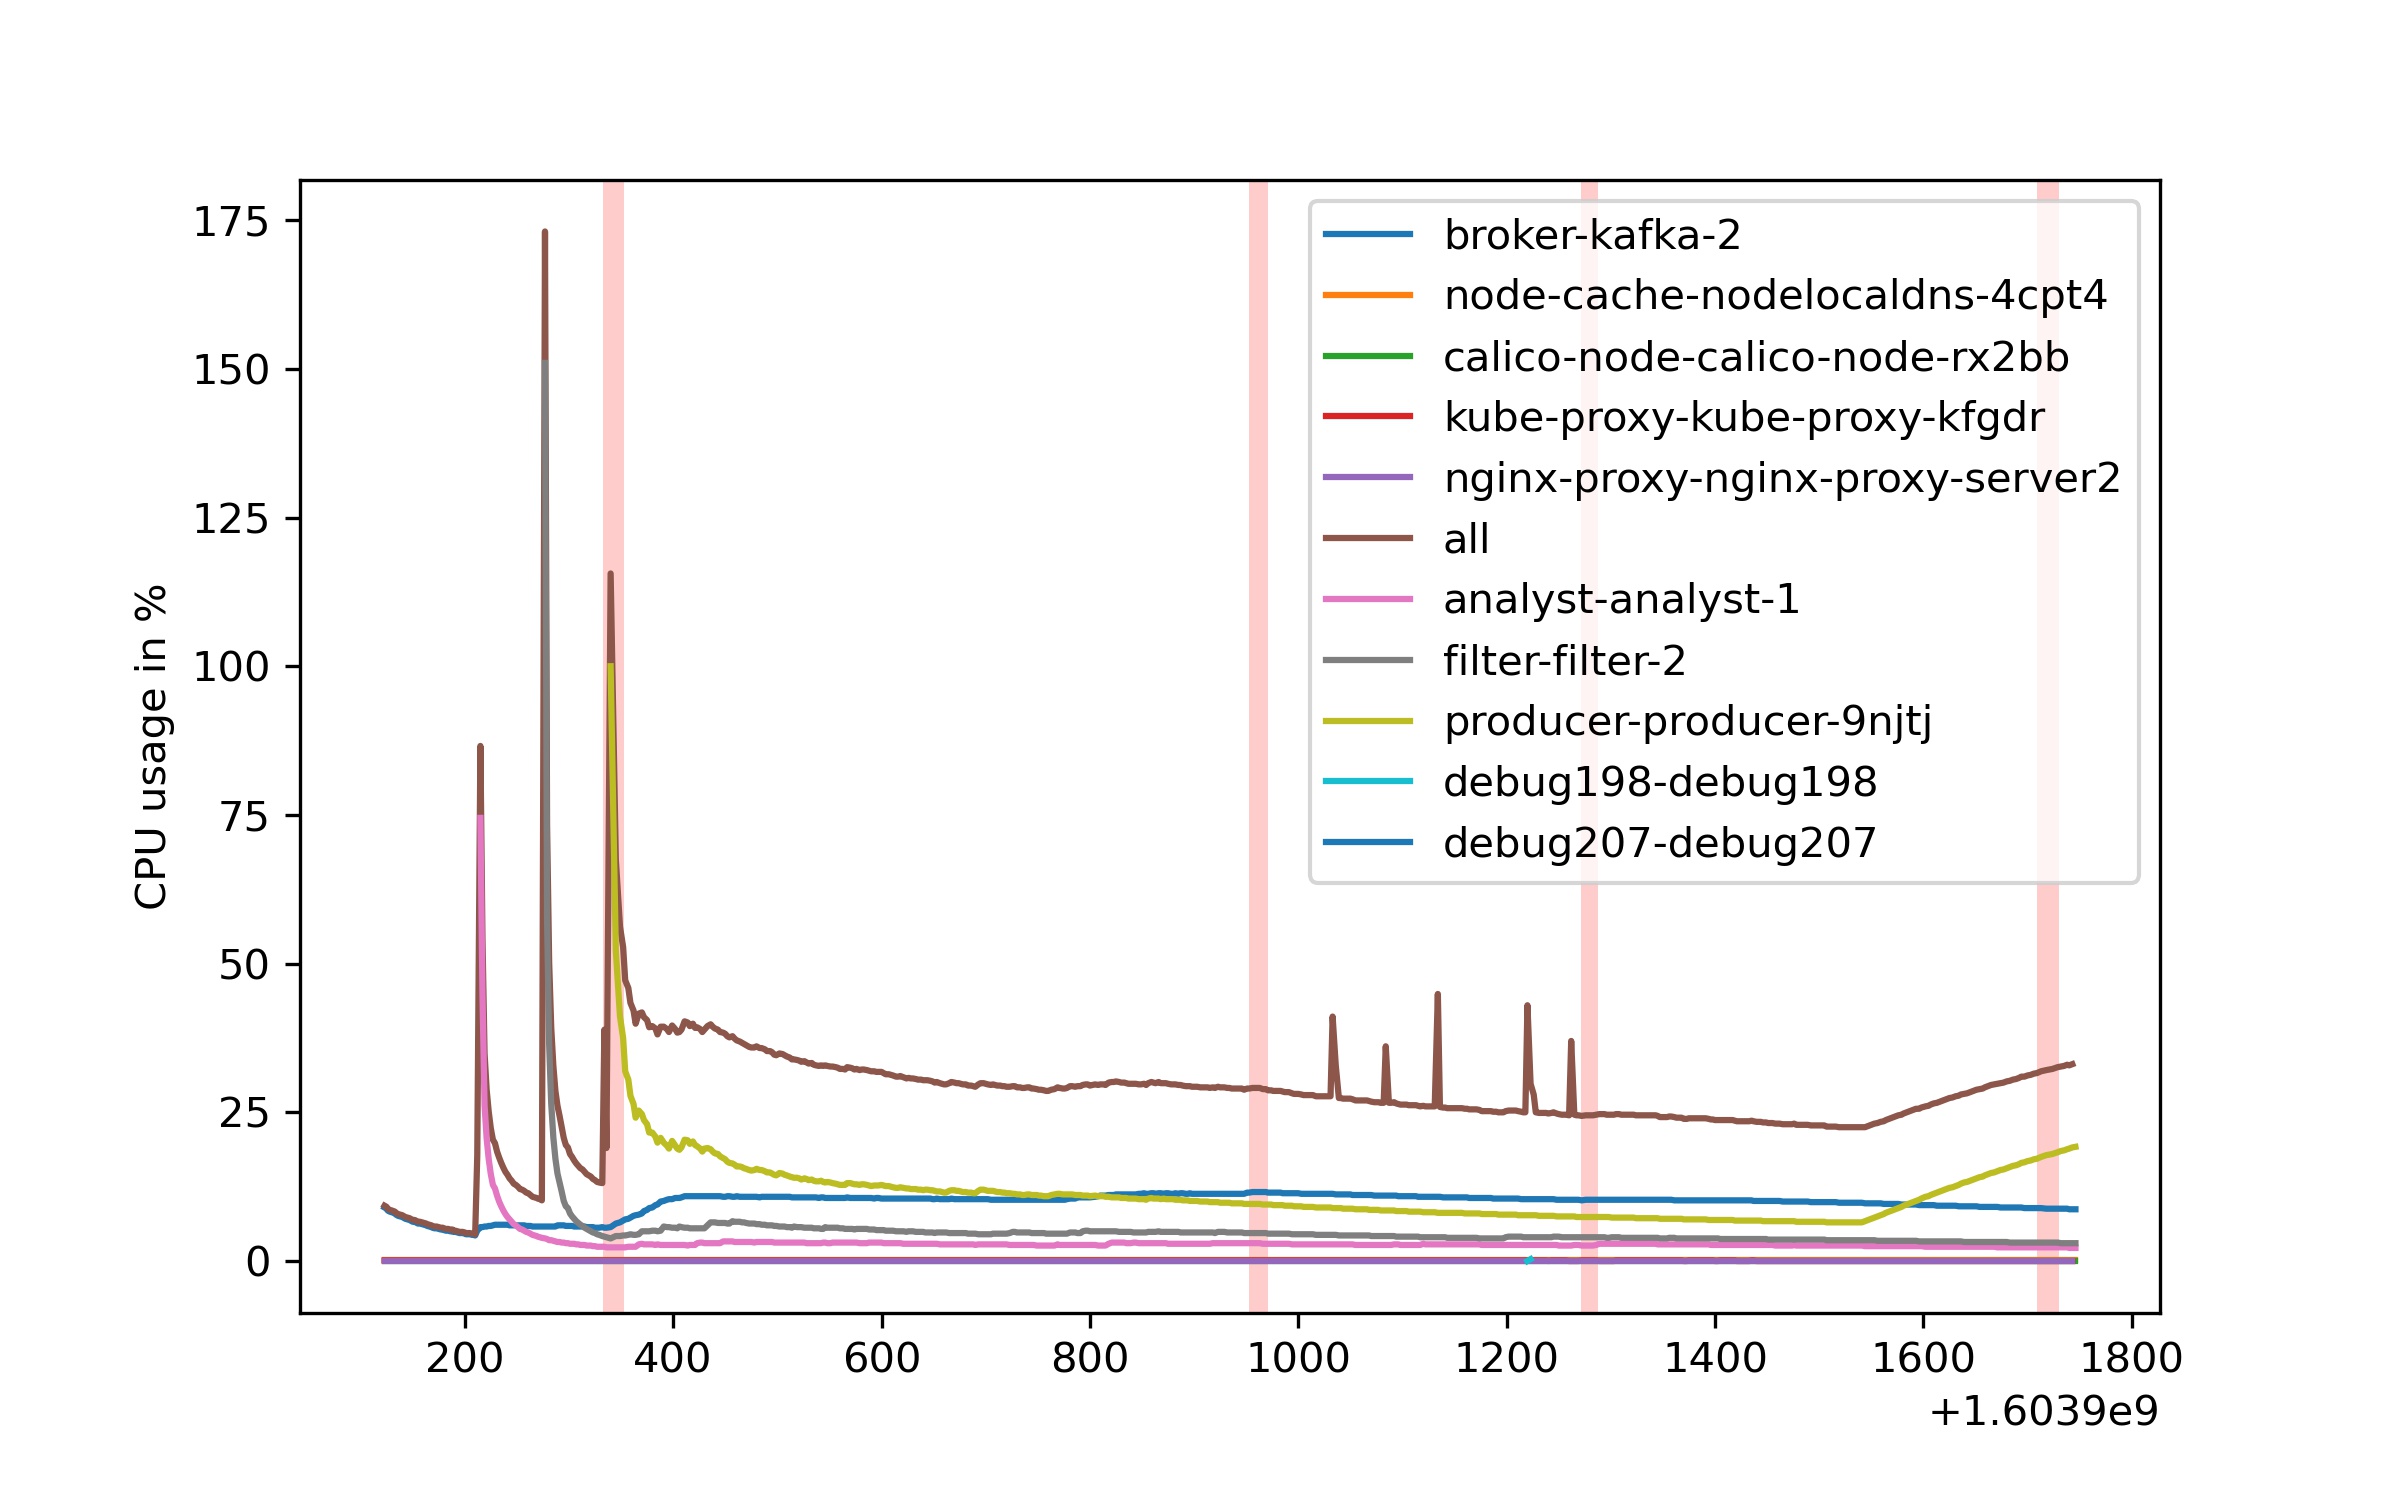 175
150
125
100
75
50
25
0
CPU usage in %
broker-kafka-2
node-cache-nodelocaldns-4cpt4
calico-node-calico-node-rx2bb
kube-proxy-kube-proxy-kfgdr
nginx-proxy-nginx-proxy-server2
all
analyst-analyst-1
filter-filter-2
producer-producer-9njtj
debug198-debug198
debug207-debug207
200 400 600 800 1000 1200 1400 1600 1800
+1.6039e9